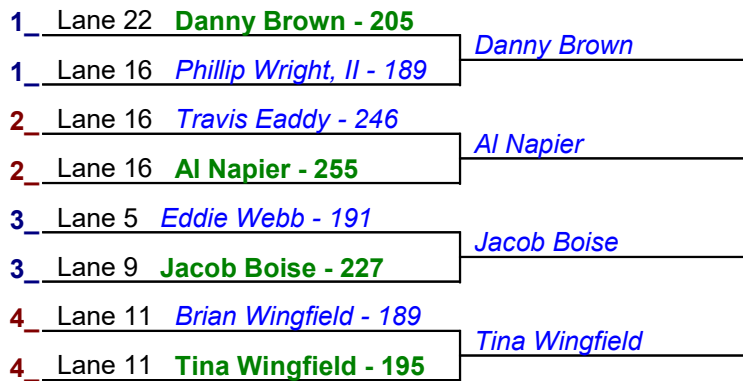 1_ Lane 22 Danny Brown - 205
Danny Brown
1_ Lane 16 Phillip Wright, II - 189
2_ Lane 16 Travis Eaddy - 246
Al Napier
2_ Lane 16 Al Napier - 255
3_ Lane 5 Eddie Webb - 191
Jacob Boise
3_ Lane 9 Jacob Boise - 227
4_ Lane 11 Brian Wingfield - 189
Tina Wingfield
4_ Lane 11 Tina Wingfield - 195